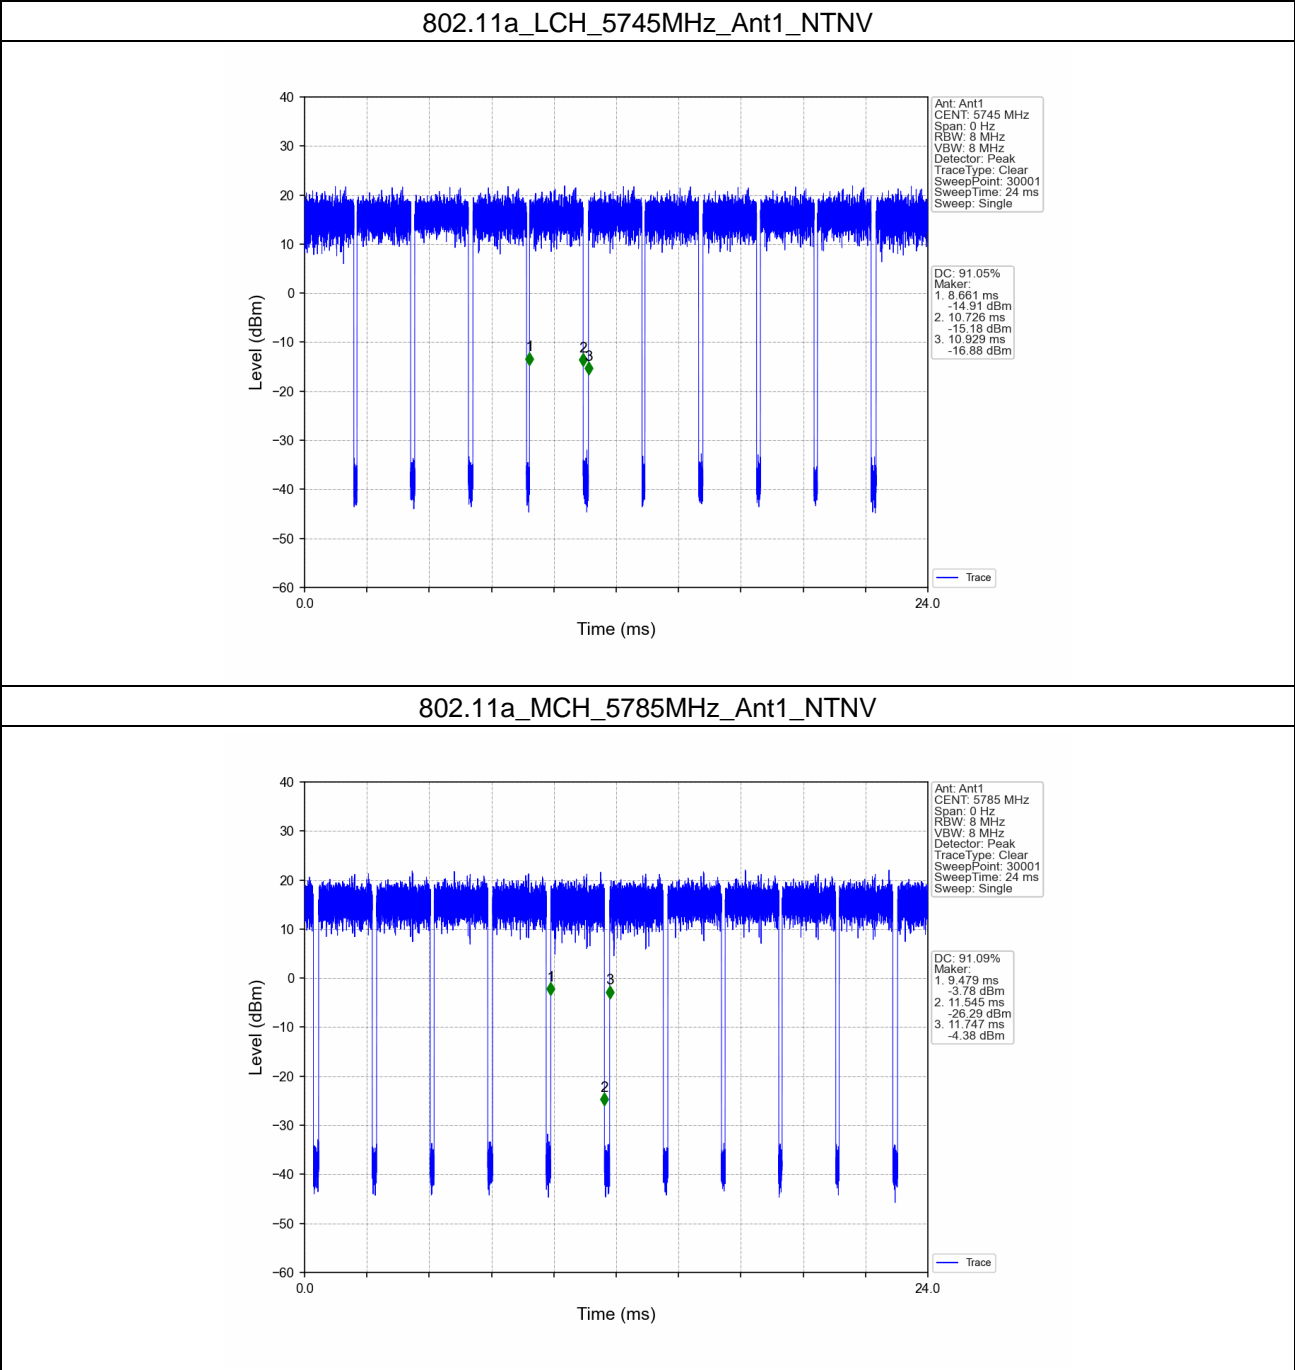 802.11a_LCH_5745MHz_Ant1_NTNV
40
30
20
10
0
−10
−20
−30
−40
−50
−60
Level (dBm)
0.0
24.0
Time (ms)
1
2
3
Ant: Ant1
CENT: 5745 MHz
Span: 0 Hz
RBW: 8 MHz
VBW: 8 MHz
Detector: Peak
TraceType: Clear
SweepPoint: 30001
SweepTime: 24 ms
Sweep: Single
DC: 91.05%
Maker:
1. 8.661 ms
-14.91 dBm
2. 10.726 ms
-15.18 dBm
3. 10.929 ms
-16.88 dBm
Trace
802.11a_MCH_5785MHz_Ant1_NTNV
40
30
20
10
0
−10
−20
−30
−40
−50
−60
Level (dBm)
0.0
24.0
Time (ms)
1
2
3
Ant: Ant1
CENT: 5785 MHz
Span: 0 Hz
RBW: 8 MHz
VBW: 8 MHz
Detector: Peak
TraceType: Clear
SweepPoint: 30001
SweepTime: 24 ms
Sweep: Single
DC: 91.09%
Maker:
1. 9.479 ms
-3.78 dBm
2. 11.545 ms
-26.29 dBm
3. 11.747 ms
-4.38 dBm
Trace